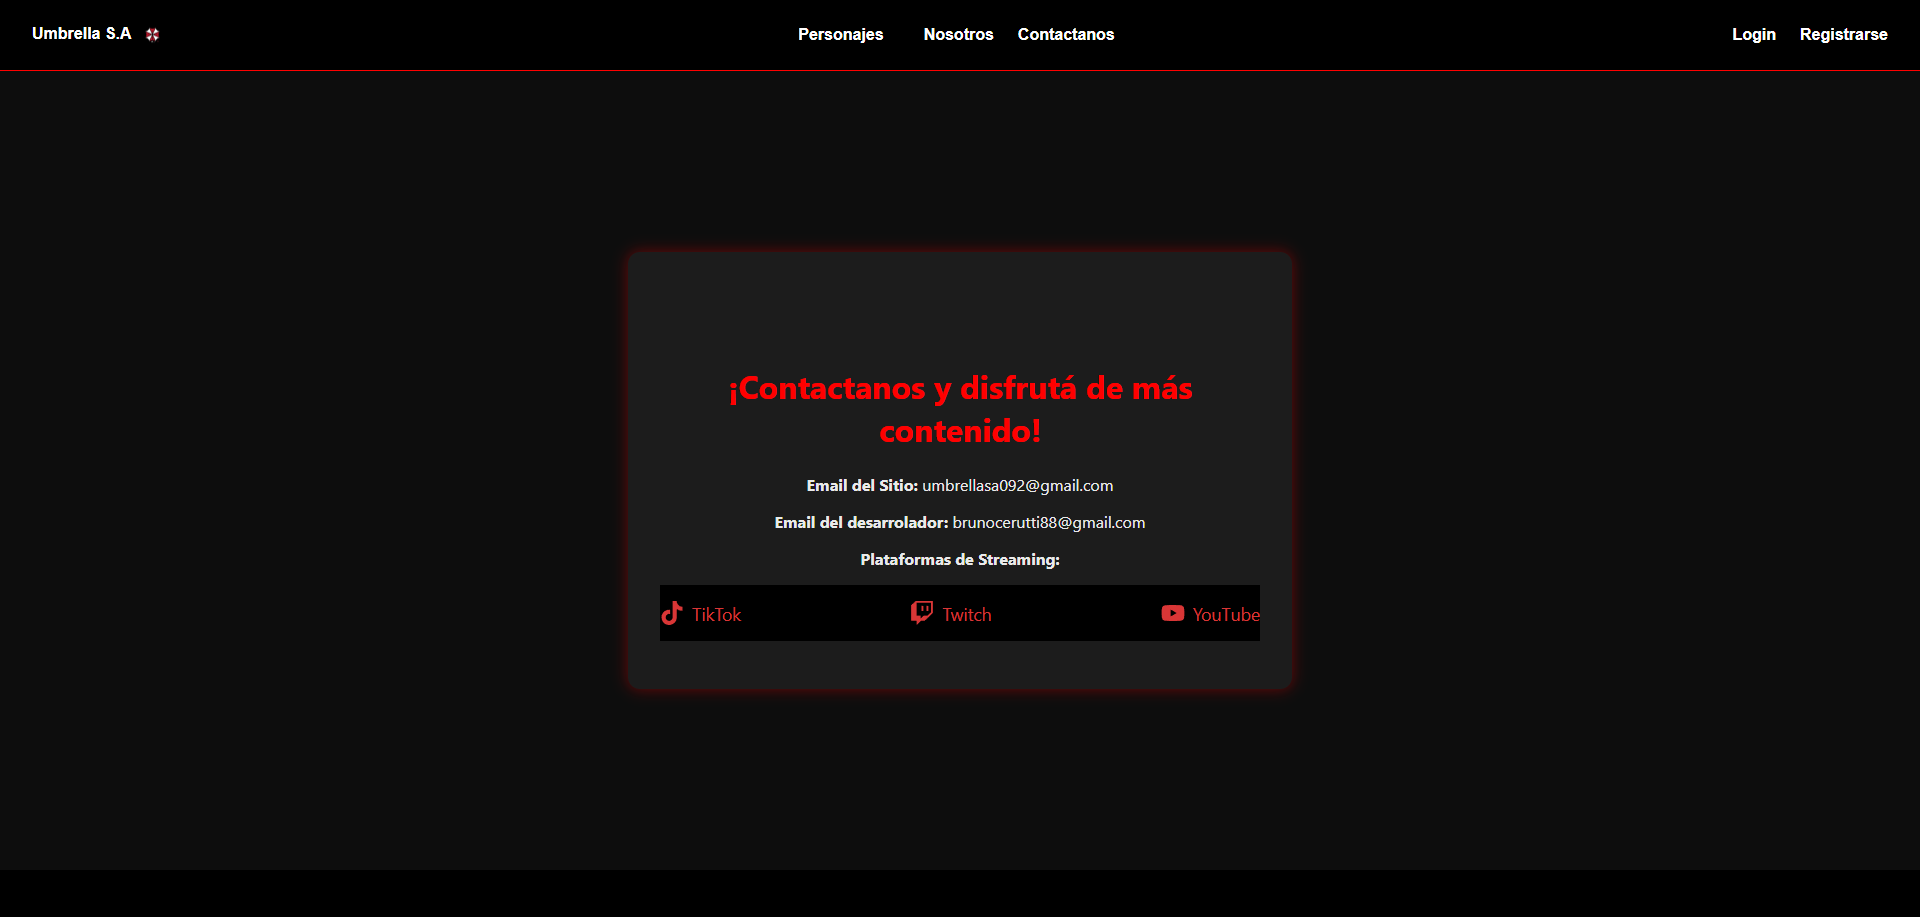 Umbrella S.A
Personajes Nosotros Contactanos
Login Registrarse
¡Contactanos y disfrutá de más
contenido!
Email del Sitio: umbrellasa092@gmail.com
Email del desarrolador: brunocerutti88@gmail.com
Plataformas de Streaming:
TikTok Twitch YouTube